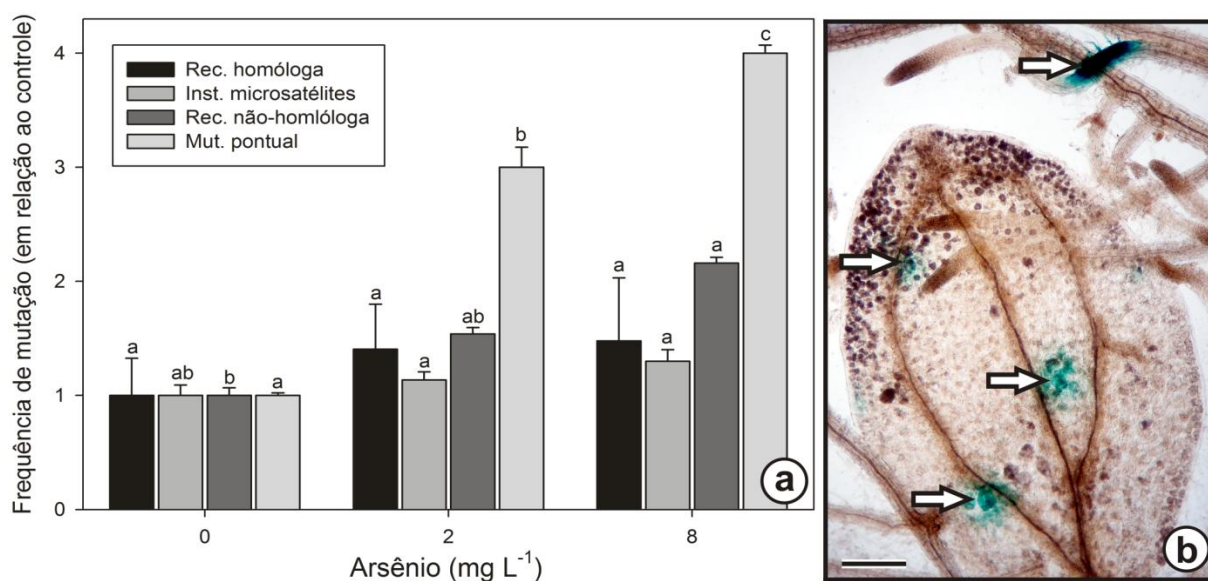 Frequência de mutação (em relação ao controle)
4
3
2
1
0
Rec. homóloga
Inst. microsatélites
Rec. não-homlóloga
Mut. pontual
a
ab
b
a
a
a
ab
b
a
a
a
c
0
2
8
Arsênio (mg L-1)
a
b